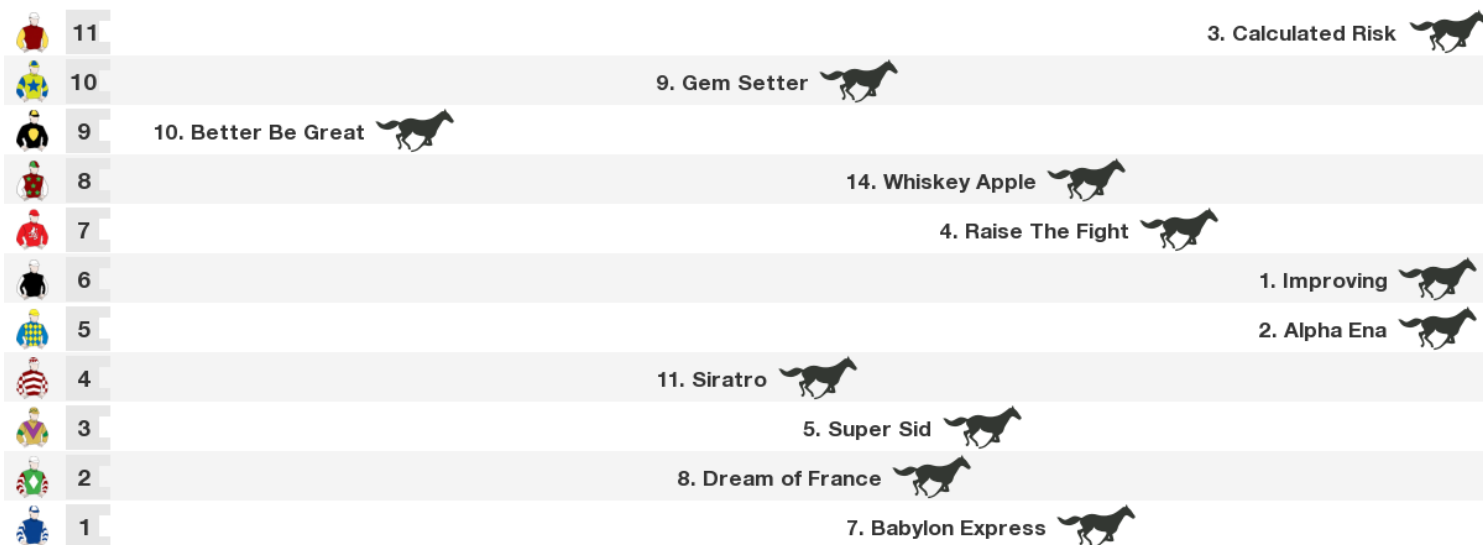 11 3. Calculated Risk
10 9. Gem Setter
9 10. Better Be Great
8 14. Whiskey Apple
7 4. Raise The Fight
6 1. Improving
5 2. Alpha Ena
4 11. Siratro
3 5. Super Sid
2 8. Dream of France
1 7. Babylon Express